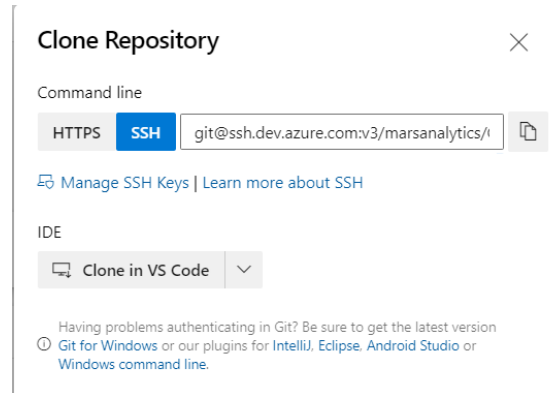 Clone Repository
Command line
HTTPS SSH git@ssh.dev.azure.com:v3/marsanalytics/
Manage SSH Keys | Learn more about SSH
IDE
Clone in VS Code
Having problems authenticating in Git? Be sure to get the latest version
Git for Windows or our plugins for IntelliJ, Eclipse, Android Studio or
Windows command line.